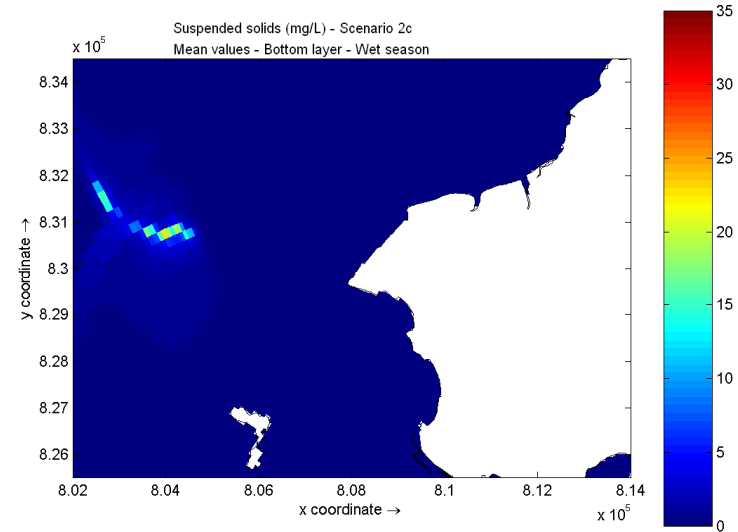 Suspended solids (mg/L) - Scenario 2c
Mean values - Bottom layer - Wet season
x 10^5
8.34
8.33
8.32
8.31
8.3
8.29
8.28
8.27
8.26
y coordinate →
8.02 8.04 8.06 8.08 8.1 8.12 8.14
x coordinate →
x 10^5
35
30
25
20
15
10
5
0